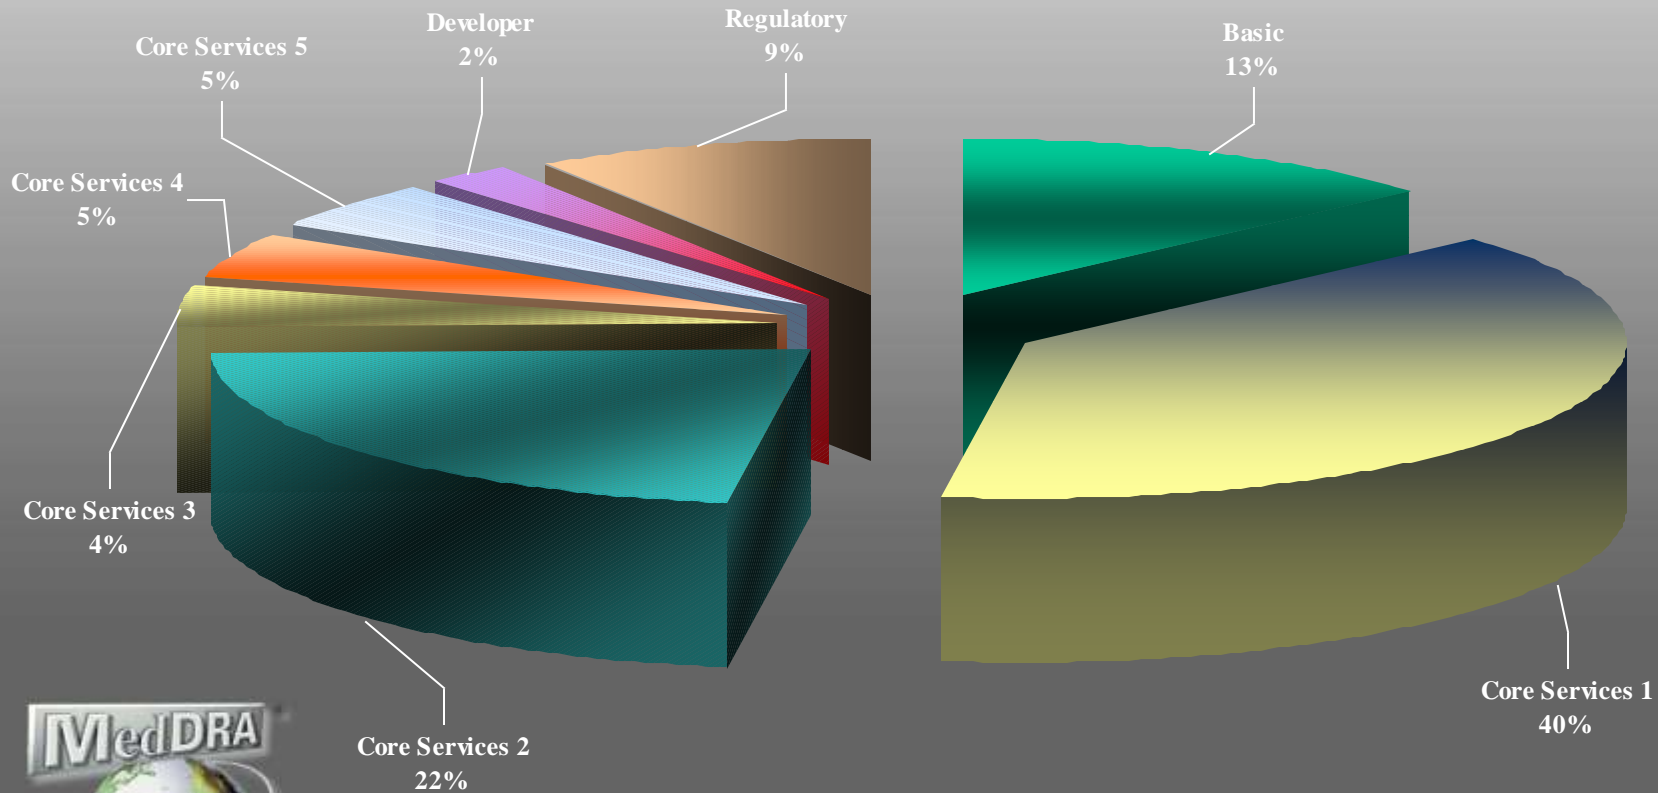 Developer
2%
Regulatory
9%
Basic
13%
Core Services 5
5%
Core Services 4
5%
Core Services 3
4%
Core Services 1
40%
Core Services 2
22%
MedDRA